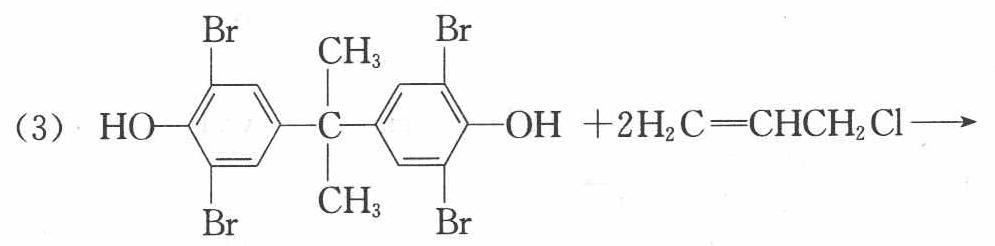 Br Br
CH₃
(3) HO C OH +2H₂C=CHCH₂Cl⟶
CH₃
Br Br